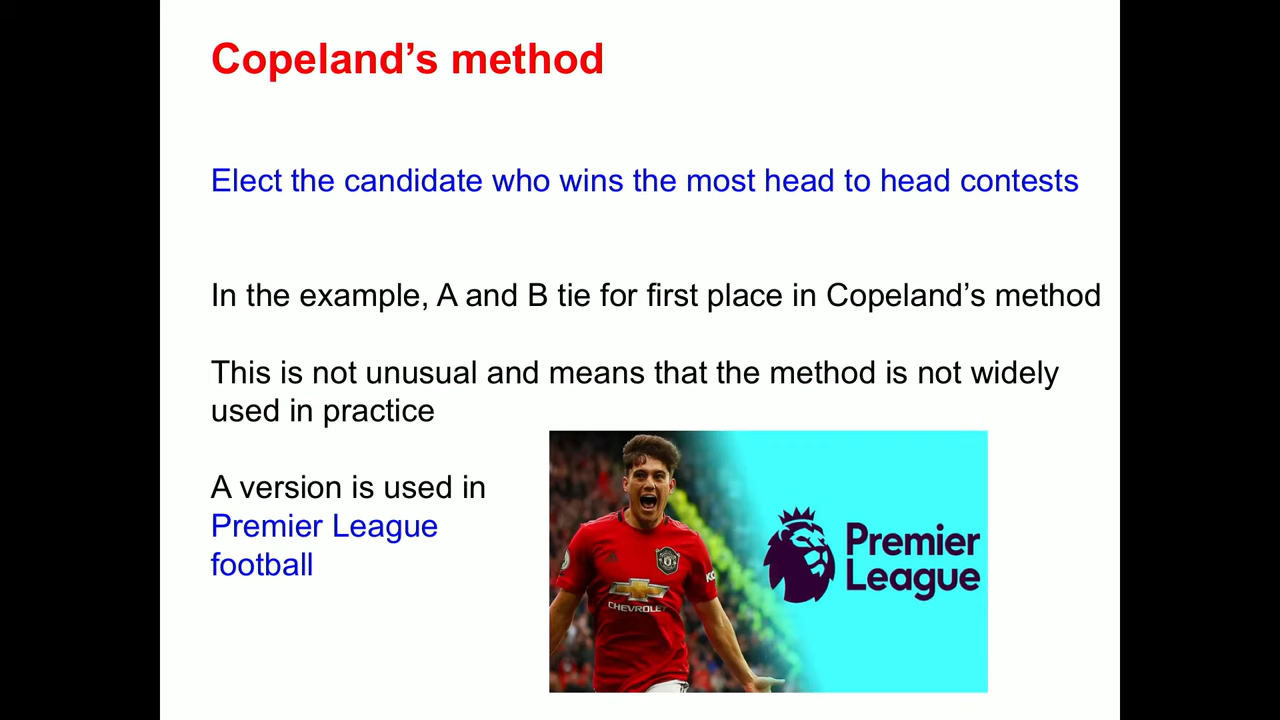 Copeland’s method
Elect the candidate who wins the most head to head contests
In the example, A and B tie for first place in Copeland’s method
This is not unusual and means that the method is not widely
used in practice
A version is used in
Premier League
football
CHEVROLET
Premier
League